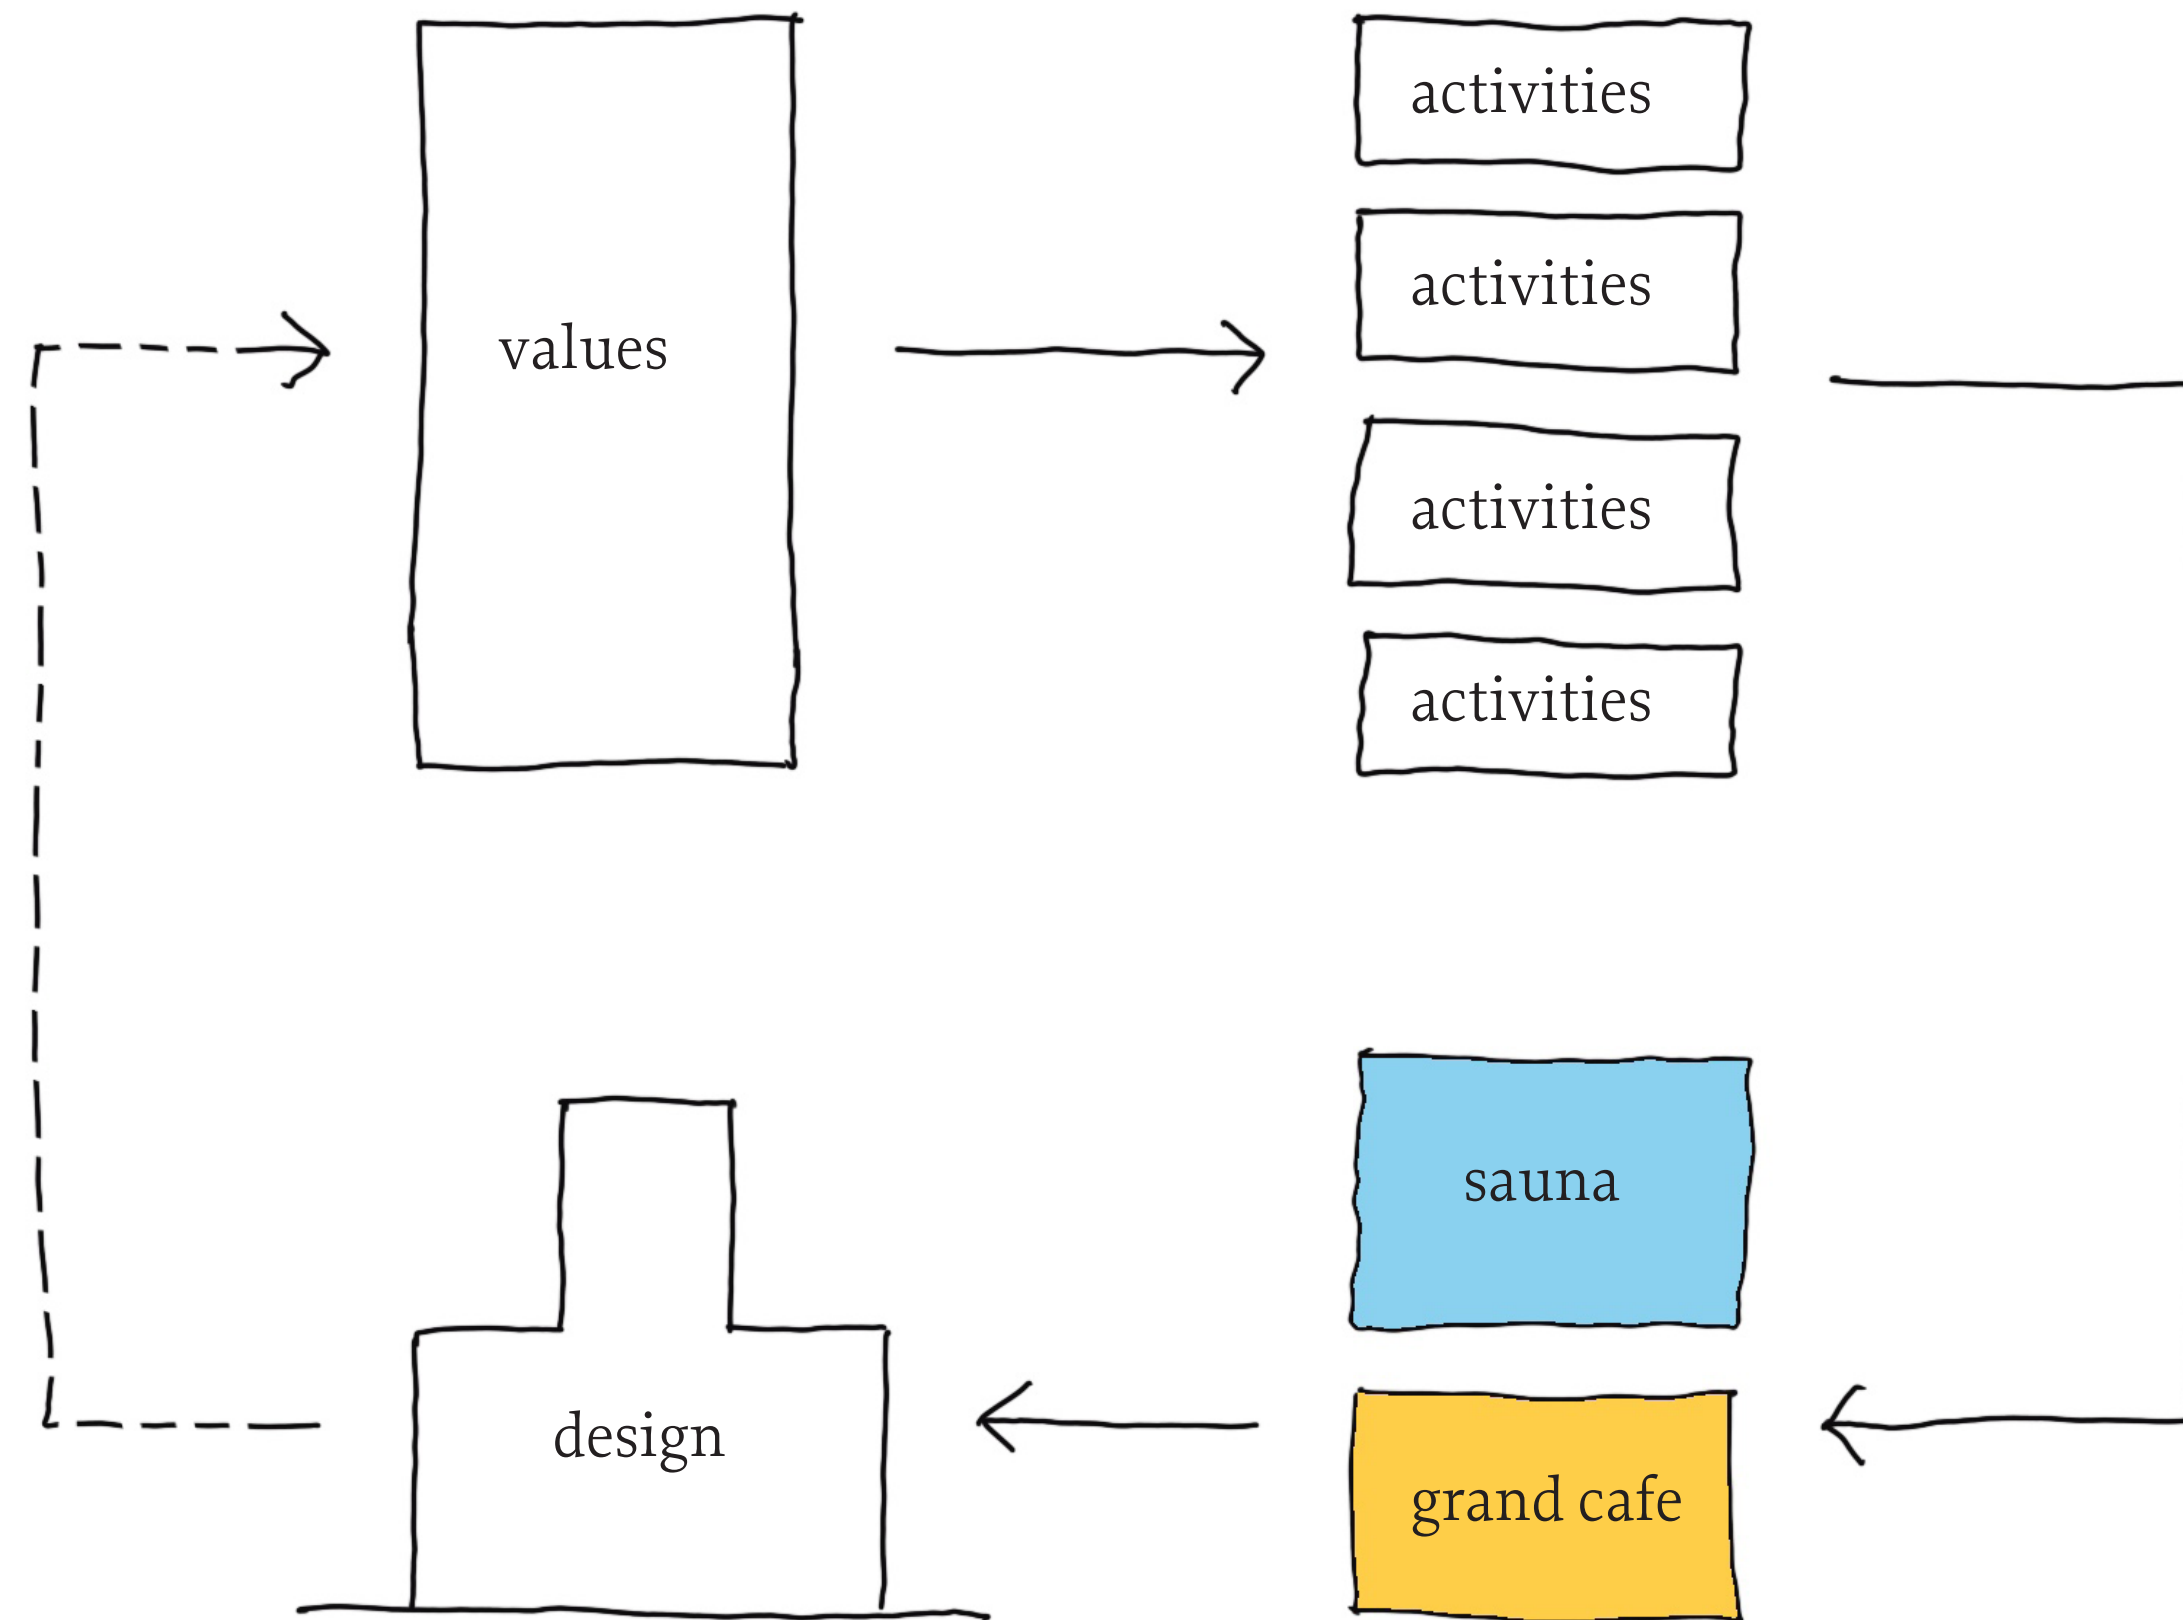 values
activities
activities
activities
activities
sauna
grand cafe
design